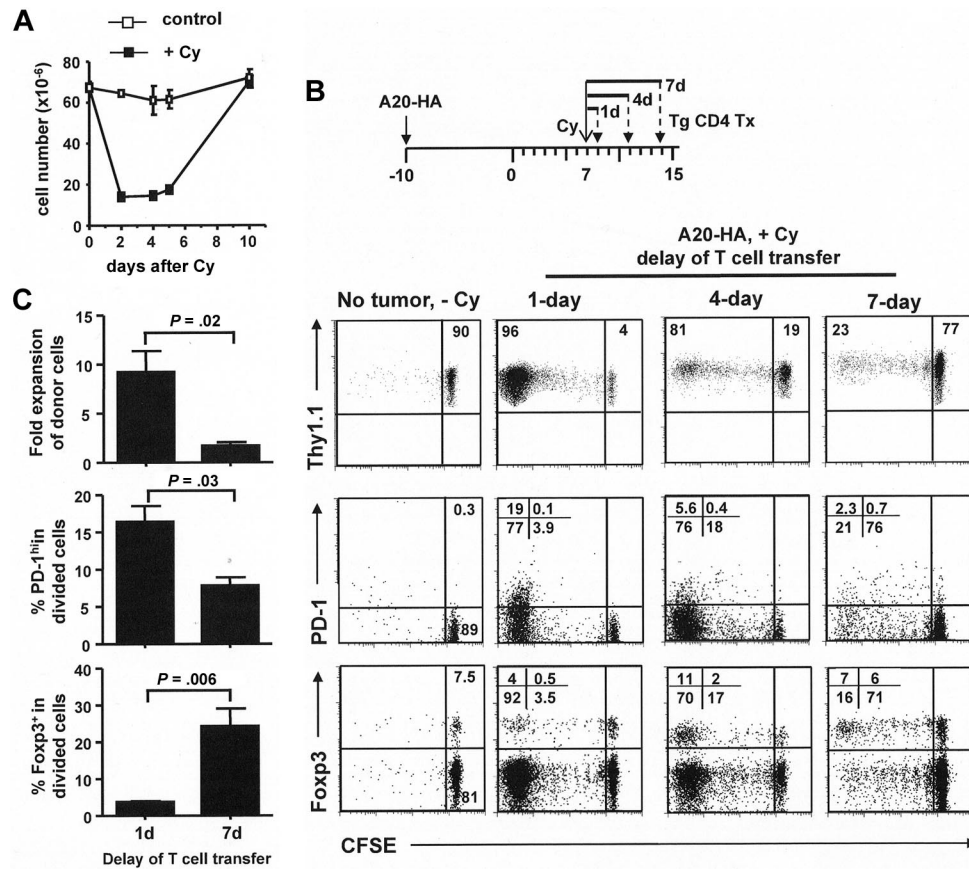 A
control
+ Cy
cell number (x10-6)
80
60
40
20
0
0 2 4 6 8 10
days after Cy
B
A20-HA
Cy
7d
4d
1d
Tg CD4 Tx
-10 0 7 15
A20-HA, + Cy
delay of T cell transfer
No tumor, - Cy 1-day 4-day 7-day
Thy1.1
90
96 4
81 19
23 77
PD-1
0.3
89
19 0.1
77 3.9
5.6 0.4
76 18
2.3 0.7
21 76
Foxp3
7.5
81
4 0.5
92 3.5
11 2
70 17
7 6
16 71
CFSE
C
Fold expansion
of donor cells
15
10
5
0
P = .02
% PD-1hi in
divided cells
20
15
10
5
0
P = .03
% Foxp3+ in
divided cells
40
30
20
10
0
P = .006
1d 7d
Delay of T cell transfer